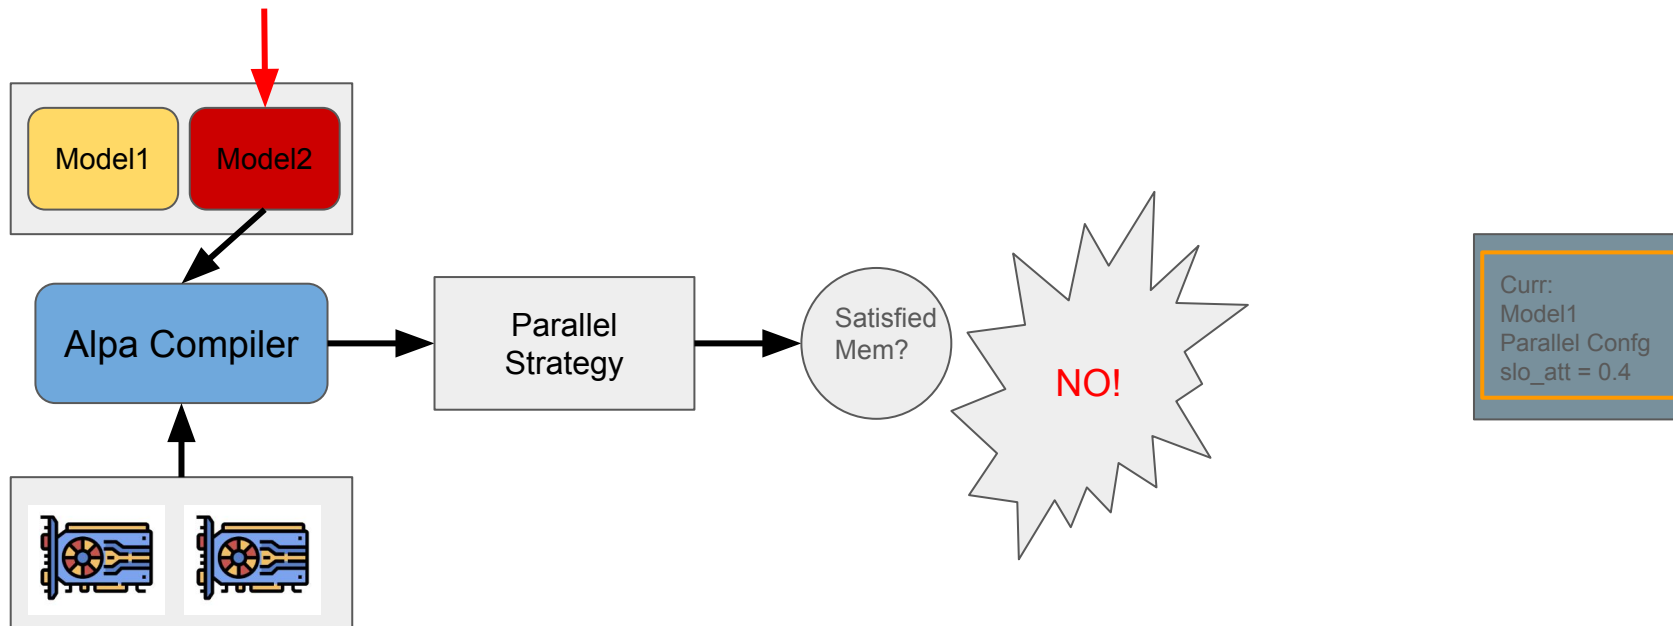 Model1
Model2
Alpa Compiler
Parallel
Strategy
Satisfied
Mem?
NO!
Curr:
Model1
Parallel Confg
slo_att = 0.4